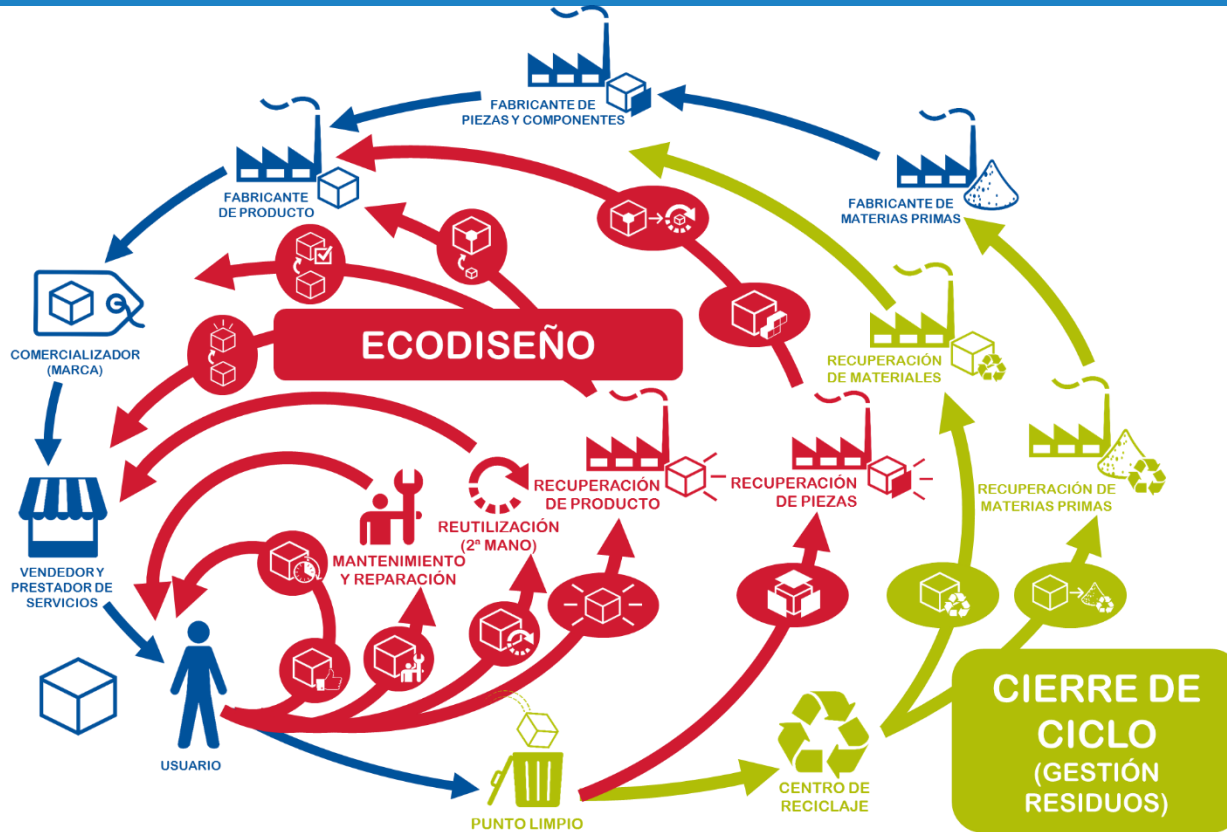 FABRICANTE DE
PIEZAS Y COMPONENTES
FABRICANTE
DE PRODUCTO
FABRICANTE DE
MATERIAS PRIMAS
COMERCIALIZADOR
(MARCA)
ECODISEÑO
RECUPERACIÓN
DE MATERIALES
RECUPERACIÓN
DE PRODUCTO
RECUPERACIÓN
DE PIEZAS
RECUPERACIÓN DE
MATERIAS PRIMAS
REUTILIZACIÓN
(2ª MANO)
MANTENIMIENTO
Y REPARACIÓN
VENDEDOR Y
PRESTADOR DE
SERVICIOS
USUARIO
PUNTO LIMPIO
CENTRO DE
RECICLAJE
CIERRE DE
CICLO
(GESTIÓN
RESIDUOS)